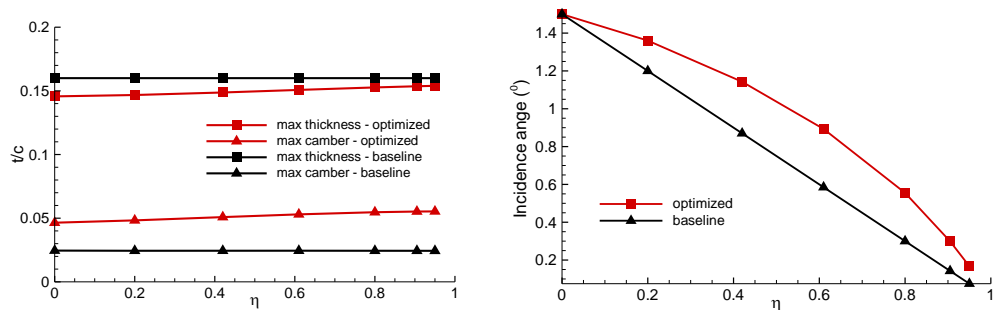 t/c
0.2
0.15
0.1
0.05
0
0 0.2 0.4 0.6 0.8 1
η
max thickness - optimized
max camber - optimized
max thickness - baseline
max camber - baseline
Incidence ange (⁰)
1.4
1.2
1
0.8
0.6
0.4
0.2
0 0.2 0.4 0.6 0.8 1
η
optimized
baseline